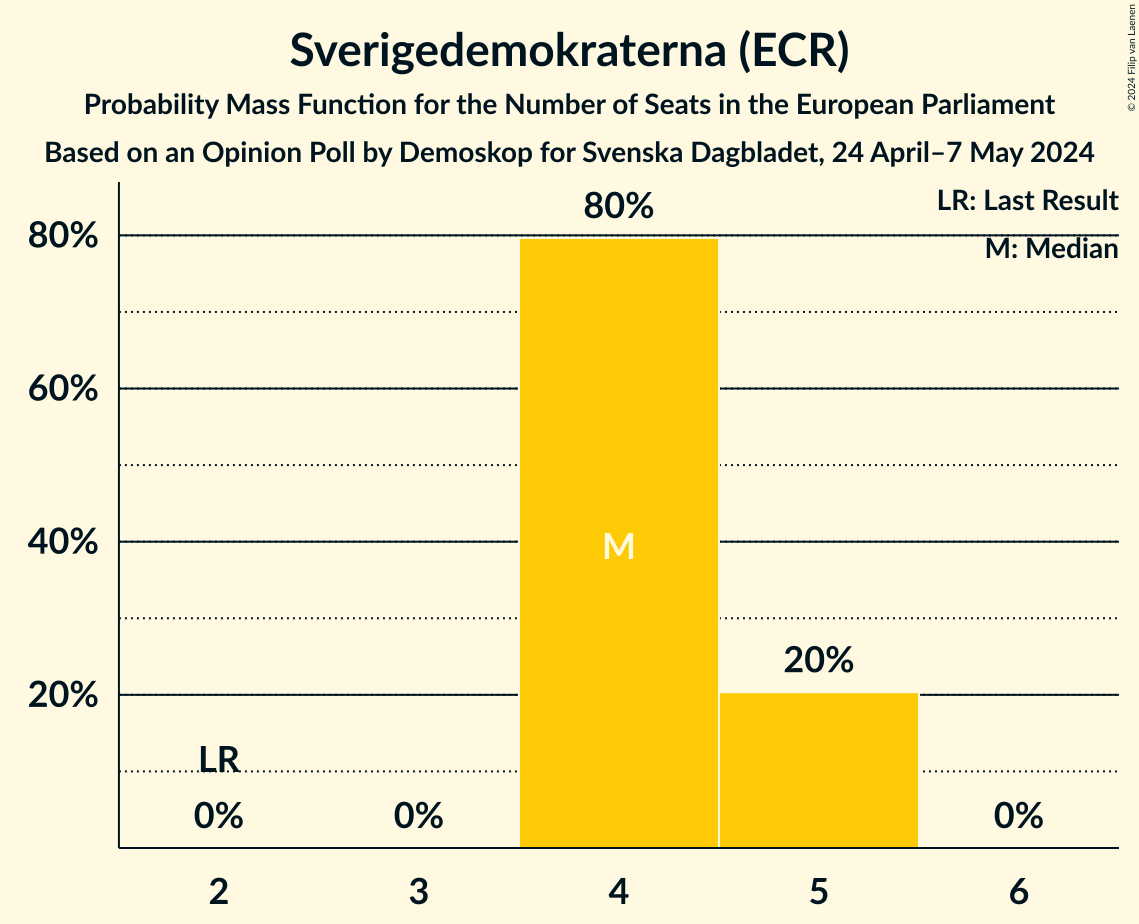 Sverigedemokraterna (ECR)
Probability Mass Function for the Number of Seats in the European Parliament
Based on an Opinion Poll by Demoskop for Svenska Dagbladet, 24 April–7 May 2024
© 2024 Filip van Laenen
LR: Last Result
M: Median
80%
80%
60%
40%
M
20%
20%
LR
0%
0%
0%
2
3
4
5
6